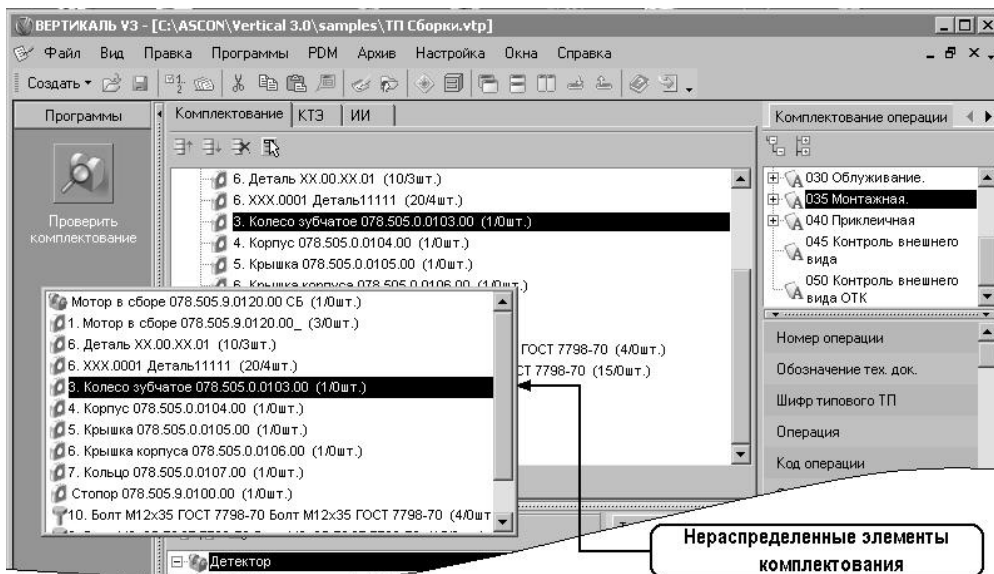 ВЕРТИКАЛЬ V3 - [C:\ASCON\Vertical 3.0\samples\ТП Сборки.vtp]
Файл Вид Правка Программы PDM Архив Настройка Окна Справка
Создать
Программы
Проверить
комплектование
Комплектование КТЭ ИИ
6. Деталь XX.00.XX.01 (10/3шт.)
6. XXX.0001 Деталь11111 (20/4шт.)
3. Колесо зубчатое 078.505.0.0103.00 (1/0шт.)
4. Корпус 078.505.0.0104.00 (1/0шт.)
5. Крышка 078.505.0.0105.00 (1/0шт.)
6. Крышка корпуса 078.505.0.0106.00 (1/0шт.)
ГОСТ 7798-70 (4/0шт.)
СТ 7798-70 (15/0шт.)
Мотор в сборе 078.505.9.0120.00 СБ (1/0шт.)
1. Мотор в сборе 078.505.9.0120.00_ (3/0шт.)
6. Деталь XX.00.XX.01 (10/3шт.)
6. XXX.0001 Деталь11111 (20/4шт.)
3. Колесо зубчатое 078.505.0.0103.00 (1/0шт.)
4. Корпус 078.505.0.0104.00 (1/0шт.)
5. Крышка 078.505.0.0105.00 (1/0шт.)
6. Крышка корпуса 078.505.0.0106.00 (1/0шт.)
7. Кольцо 078.505.0.0107.00 (1/0шт.)
Стопор 078.505.9.0100.00 (1/0шт.)
10. Болт М12х35 ГОСТ 7798-70 Болт М12х35 ГОСТ 7798-70 (4/0шт
Детектор
Комплектование операции
030 Облуживание.
035 Монтажная.
040 Приклеичная
045 Контроль внешнего
вида
050 Контроль внешнего
вида ОТК
Номер операции
Обозначение тех. док.
Шифр типового ТП
Операция
Код операции
Нераспределенные элементы
комплектования